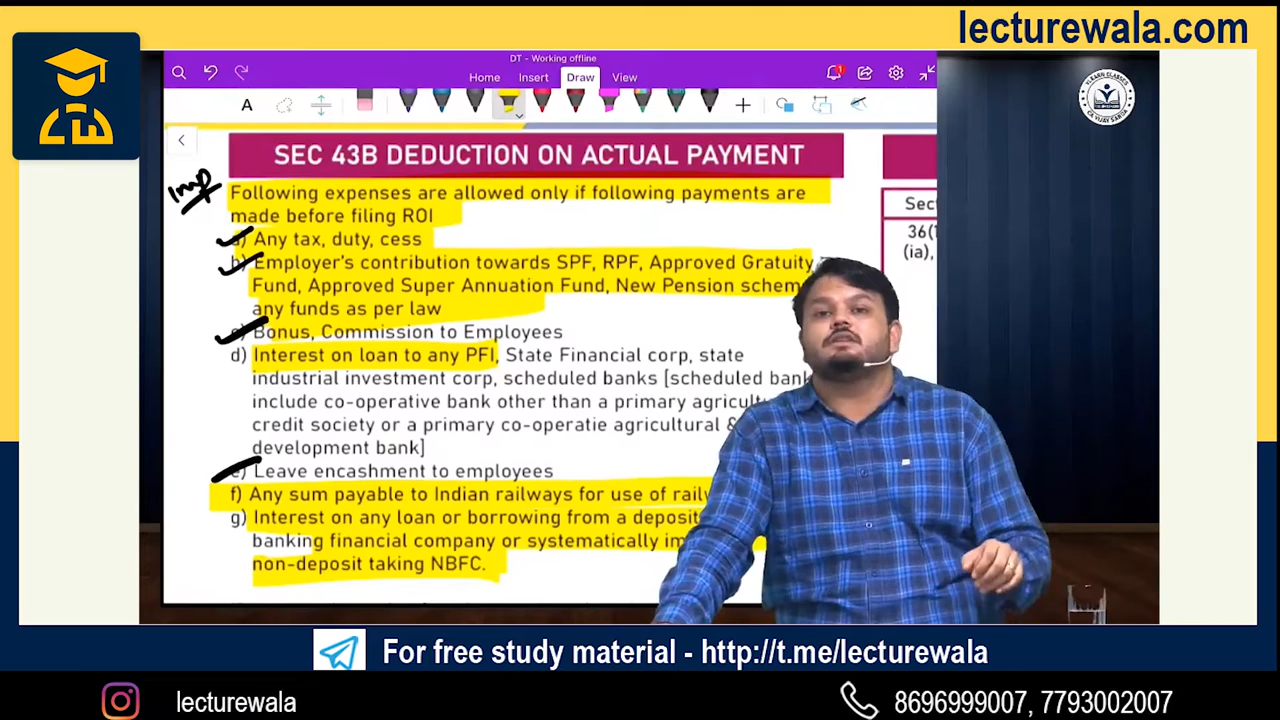 lecturewala.com
DT - Working offline
Home Insert Draw View
1
A
SEC 43B DEDUCTION ON ACTUAL PAYMENT
Imp
Following expenses are allowed only if following payments are
made before filing ROI
a) Any tax, duty, cess
b) Employer's contribution towards SPF, RPF, Approved Gratuity
Fund, Approved Super Annuation Fund, New Pension schem
any funds as per law
c) Bonus, Commission to Employees
d) Interest on loan to any PFI, State Financial corp, state
industrial investment corp, scheduled banks [scheduled bank
include co-operative bank other than a primary agricult
credit society or a primary co-operatie agricultural &
development bank]
e) Leave encashment to employees
f) Any sum payable to Indian railways for use of rail
g) Interest on any loan or borrowing from a deposit
banking financial company or systematically im
non-deposit taking NBFC.
Sect
36(1
(ia),
VLEARN CLASSES
CA VIJAY SARDA
For free study material - http://t.me/lecturewala
lecturewala
8696999007, 7793002007